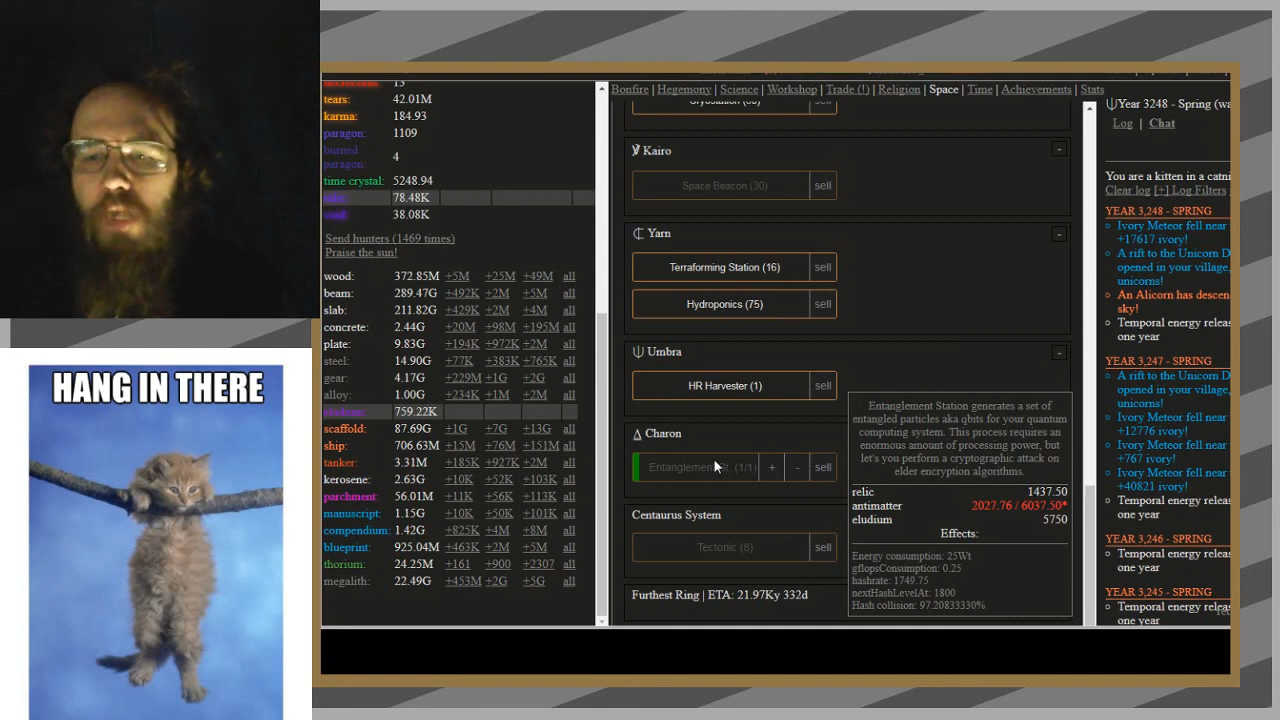 tears: 42.01M
karma: 184.93
paragon: 1109
burned
paragon: 4
time crystal: 5248.94
78.48K
38.08K
Send hunters (1469 times)
Praise the sun!
wood: 372.85M +5M +25M +49M all
beam: 289.47G +492K +2M +5M all
slab: 211.82G +429K +2M +4M all
concrete: 2.44G +20M +98M +195M all
plate: 9.83G +194K +972K +2M all
steel: 14.90G +77K +383K +765K all
gear: 4.17G +229M +1G +2G all
alloy: 1.00G +234K +1M +2M all
eludium: 759.22K
scaffold: 87.69G +1G +7G +13G all
ship: 706.63M +15M +76M +151M all
tanker: 3.31M +185K +927K +2M all
kerosene: 2.63G +10K +52K +103K all
parchment: 56.01M +11K +56K +113K all
manuscript: 1.15G +10K +50K +101K all
compendium: 1.42G +825K +4M +8M all
blueprint: 925.04M +463K +2M +5M all
thorium: 24.25M +161 +900 +2307 all
megalith: 22.49G +453M +2G +5G all
HANG IN THERE
Bonfire | Hegemony | Science | Workshop | Trade (!) | Religion | Space | Time | Achievements | Stats
sell
Kairo -
Space Beacon (30) sell
Yarn -
Terraforming Station (16) sell
Hydroponics (75) sell
Umbra -
HR Harvester (1) sell
Charon
(1/1) + - sell
Centaurus System
Tectonic (8) sell
Furthest Ring | ETA: 21.97Ky 332d
Entanglement Station generates a set of
entangled particles aka qbits for your quantum
computing system. This process requires an
enormous amount of processing power, but
let's you perform a cryptographic attack on
elder encryption algorithms.
relic 1437.50
antimatter 2027.76 / 6037.50*
eludium 5750
Effects:
Energy consumption: 25Wt
gflopsConsumption: 0.25
hashrate: 1749.75
nextHashLevelAt: 1800
Hash collision: 97.20833330%
Year 3248 - Spring (wa
Log | Chat
You are a kitten in a catni
Clear log [+] Log Filters
YEAR 3,248 - SPRING
Ivory Meteor fell near
+17617 ivory!
A rift to the Unicorn D
opened in your village,
unicorns!
An Alicorn has descen
sky!
Temporal energy releas
one year
YEAR 3,247 - SPRING
A rift to the Unicorn D
opened in your village,
unicorns!
Ivory Meteor fell near
+12776 ivory!
Ivory Meteor fell near
+767 ivory!
Ivory Meteor fell near
+40821 ivory!
Temporal energy releas
one year
YEAR 3,246 - SPRING
Temporal energy releas
one year
YEAR 3,245 - SPRING
Temporal energy releas
one year